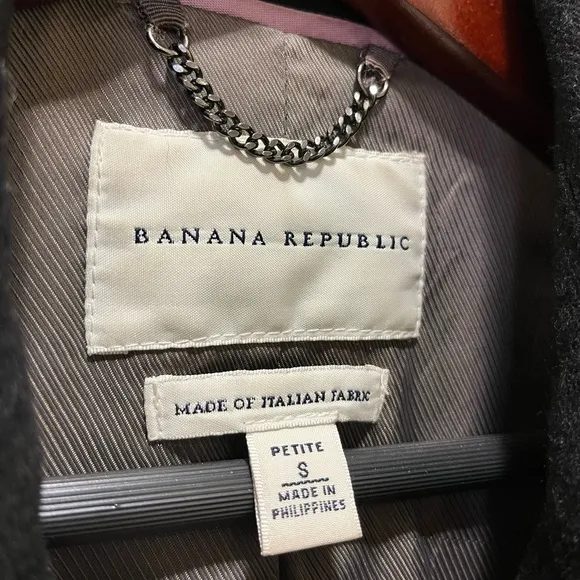 BANANA REPUBLIC
MADE OF ITALIAN FABRIC
PETITE
S
MADE IN
PHILIPPINES